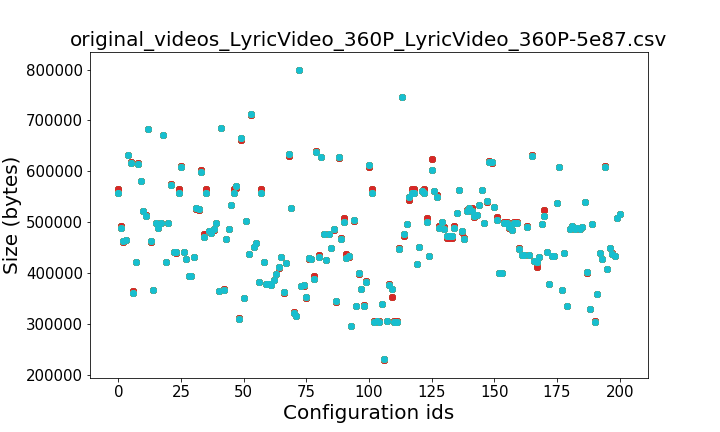 original_videos_LyricVideo_360P_LyricVideo_360P-5e87.csv
800000
700000
600000
500000
400000
300000
200000
Size (bytes)
0 25 50 75 100 125 150 175 200
Configuration ids